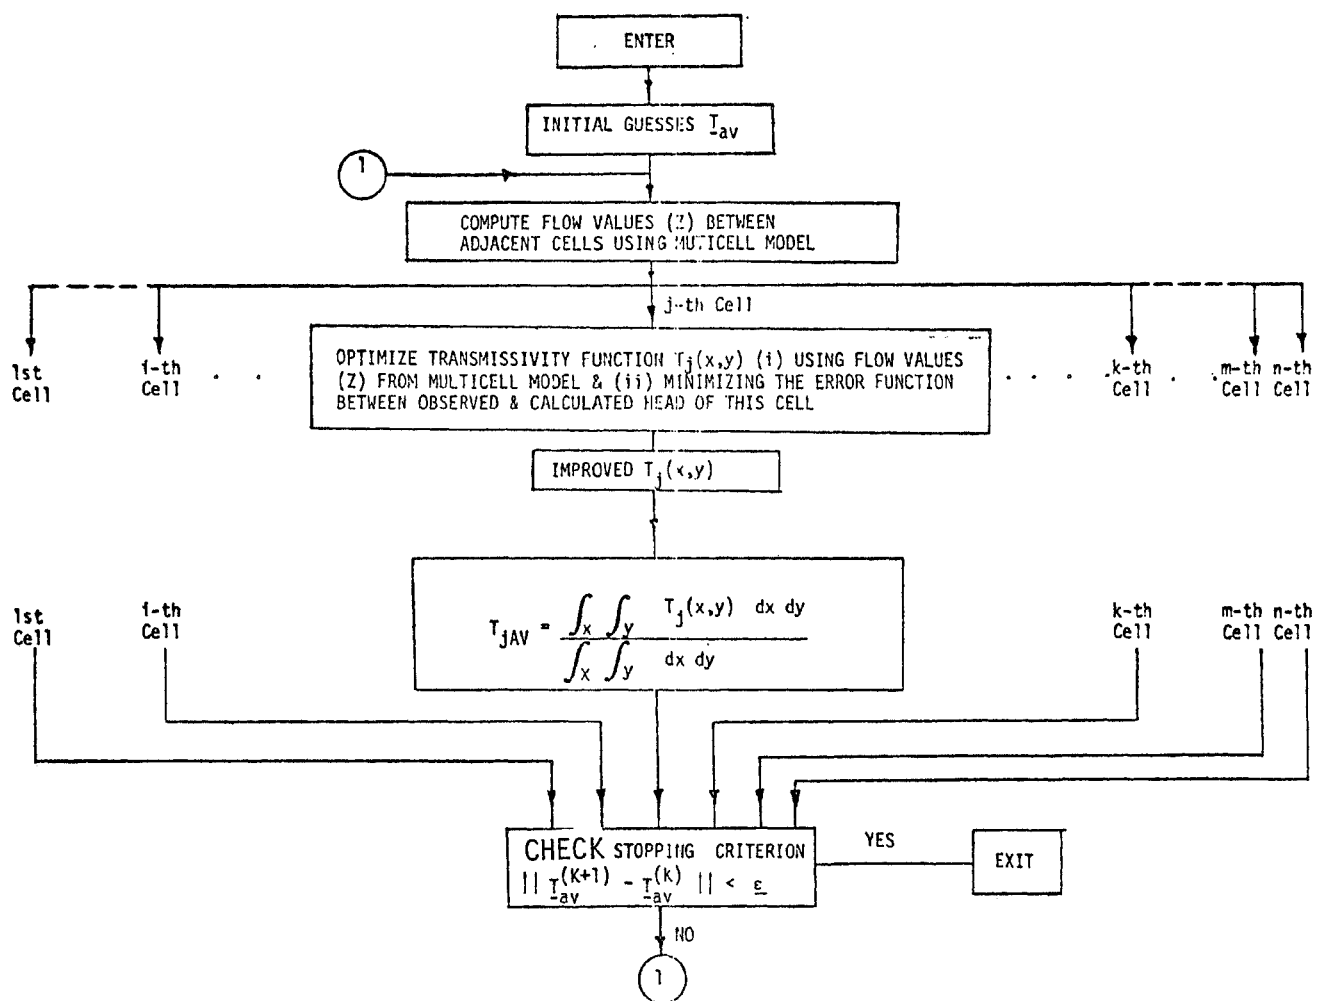 ENTER
INITIAL GUESSES T_av
1
COMPUTE FLOW VALUES (Z) BETWEEN
ADJACENT CELLS USING MUTICELL MODEL
j-th Cell
1st
Cell
i-th
Cell
. .
OPTIMIZE TRANSMISSIVITY FUNCTION Tj(x,y) (i) USING FLOW VALUES
(Z) FROM MULTICELL MODEL & (ii) MINIMIZING THE ERROR FUNCTION
BETWEEN OBSERVED & CALCULATED HEAD OF THIS CELL
. . . .
k-th
Cell
. .
m-th
Cell
n-th
Cell
IMPROVED Tj(x,y)
T_jAV = ∫x ∫y Tj(x,y) dx dy
∫x ∫y dx dy
1st
Cell
i-th
Cell
k-th
Cell
m-th
Cell
n-th
Cell
CHECK STOPPING CRITERION
|| T_av^(K+1) - T_av^(k) || < ε
YES
EXIT
NO
1